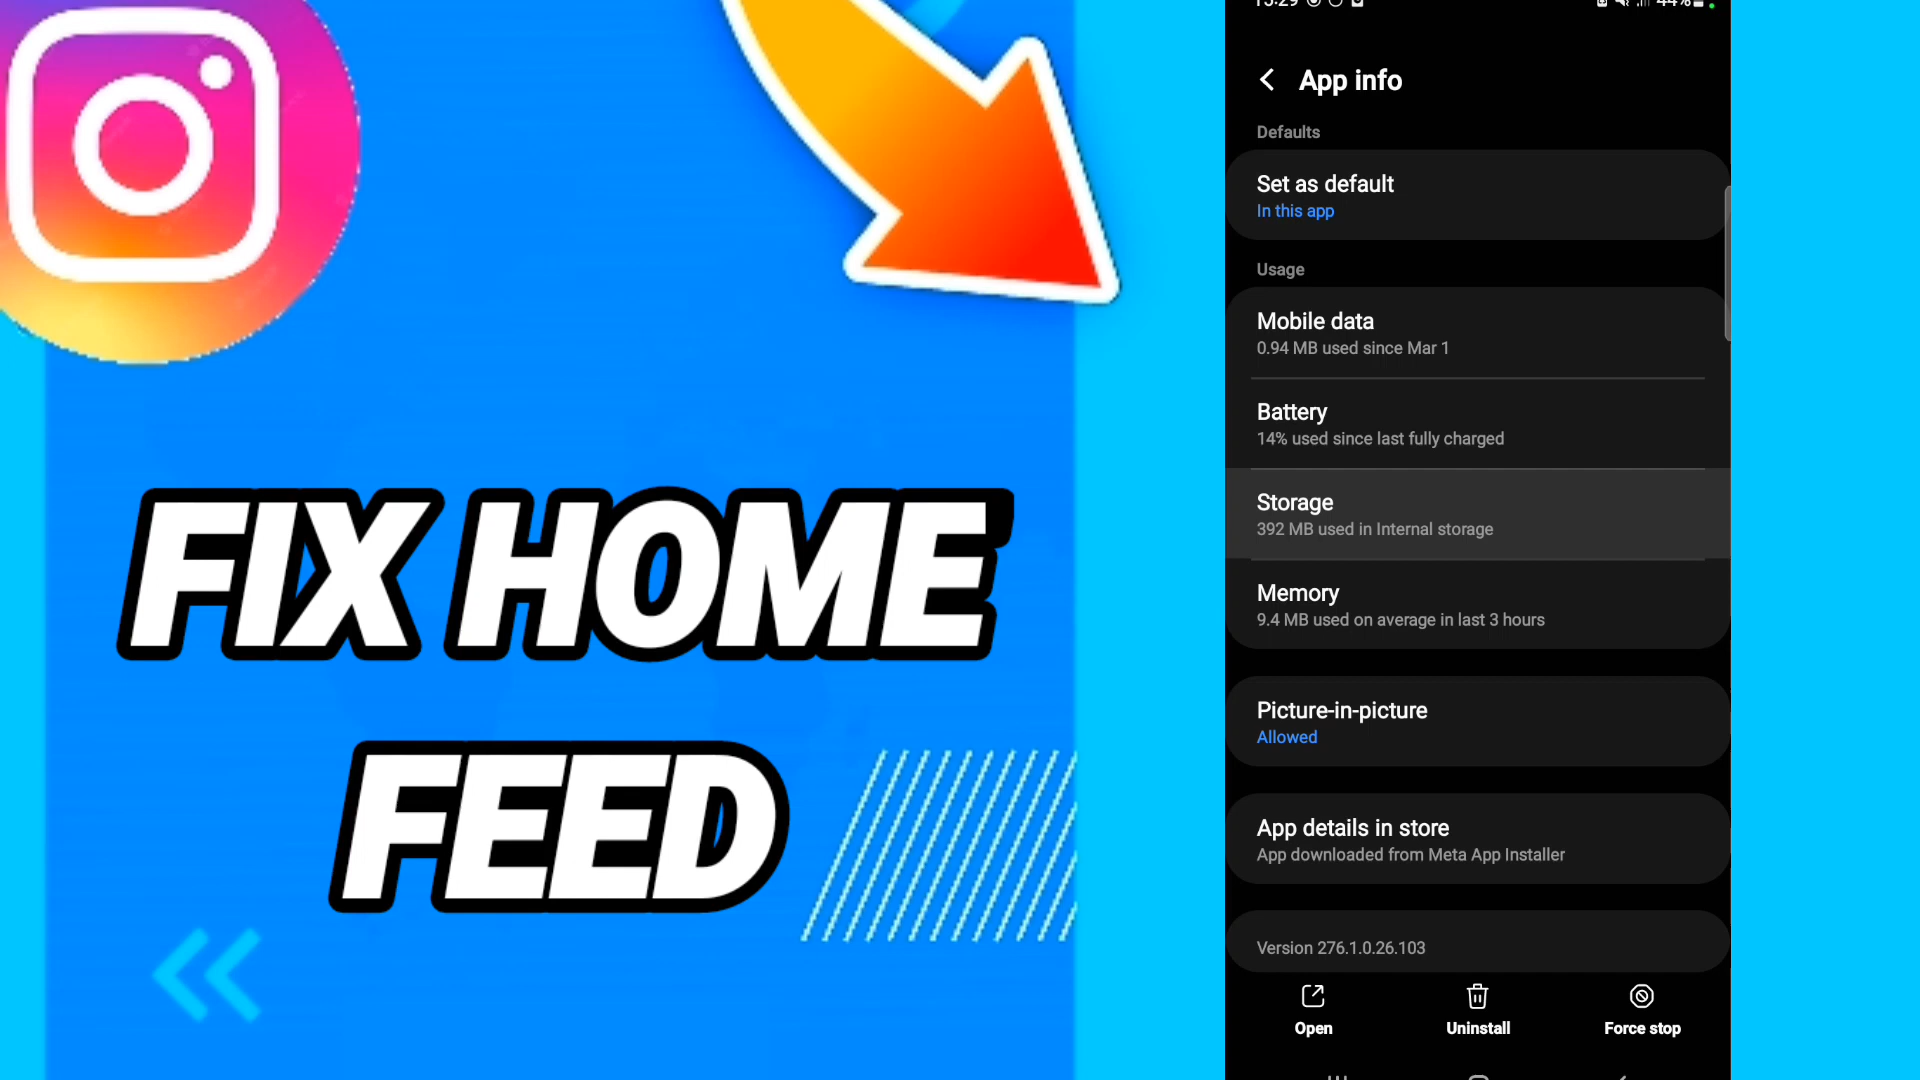 FIX HOME
FEED
15:29
44%
App info
Defaults
Set as default
In this app
Usage
Mobile data
0.94 MB used since Mar 1
Battery
14% used since last fully charged
Storage
392 MB used in Internal storage
Memory
9.4 MB used on average in last 3 hours
Picture-in-picture
Allowed
App details in store
App downloaded from Meta App Installer
Version 276.1.0.26.103
Open
Uninstall
Force stop